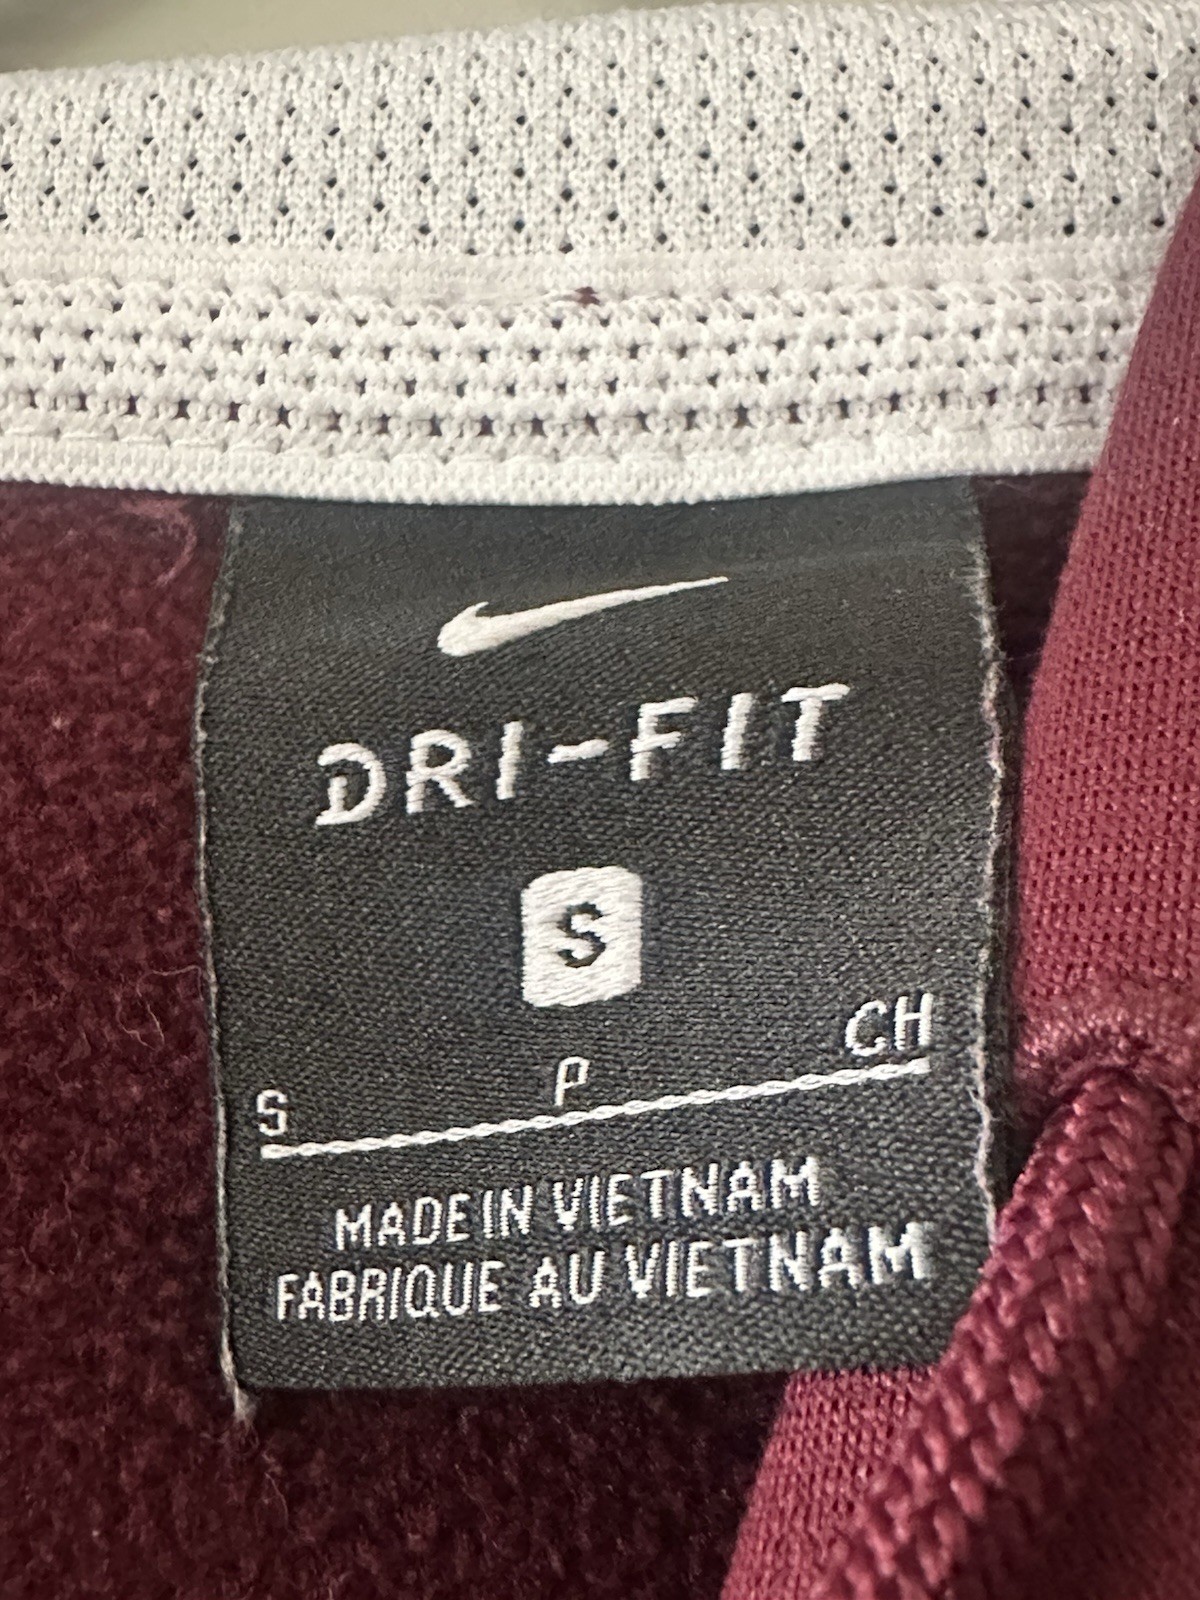 DRI-FIT
S
S P CH
MADE IN VIETNAM
FABRIQUE AU VIETNAM